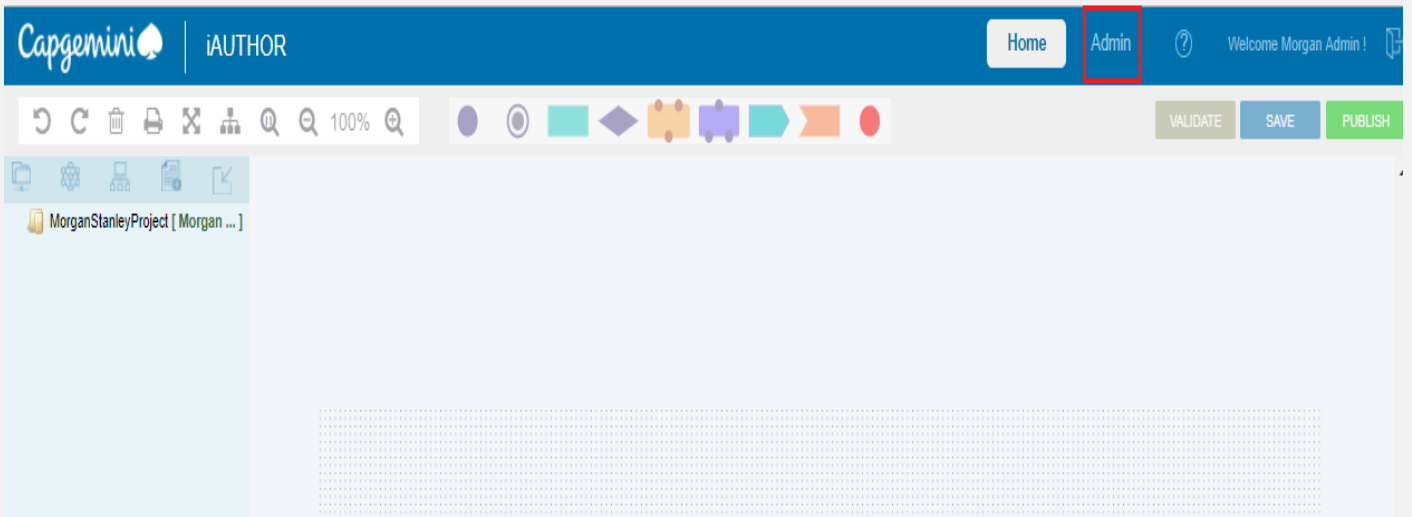 Capgemini iAUTHOR Home Admin ? Welcome Morgan Admin !
100% VALIDATE SAVE PUBLISH
MorganStanleyProject [ Morgan ... ]